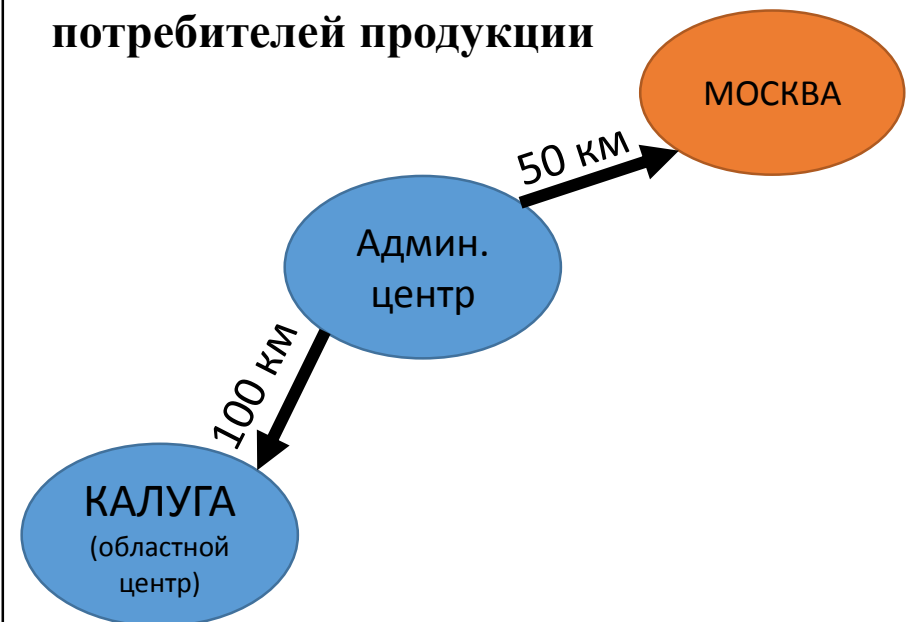 потребителей продукции
МОСКВА
50 км
Админ.
центр
100 км
КАЛУГА
(областной
центр)